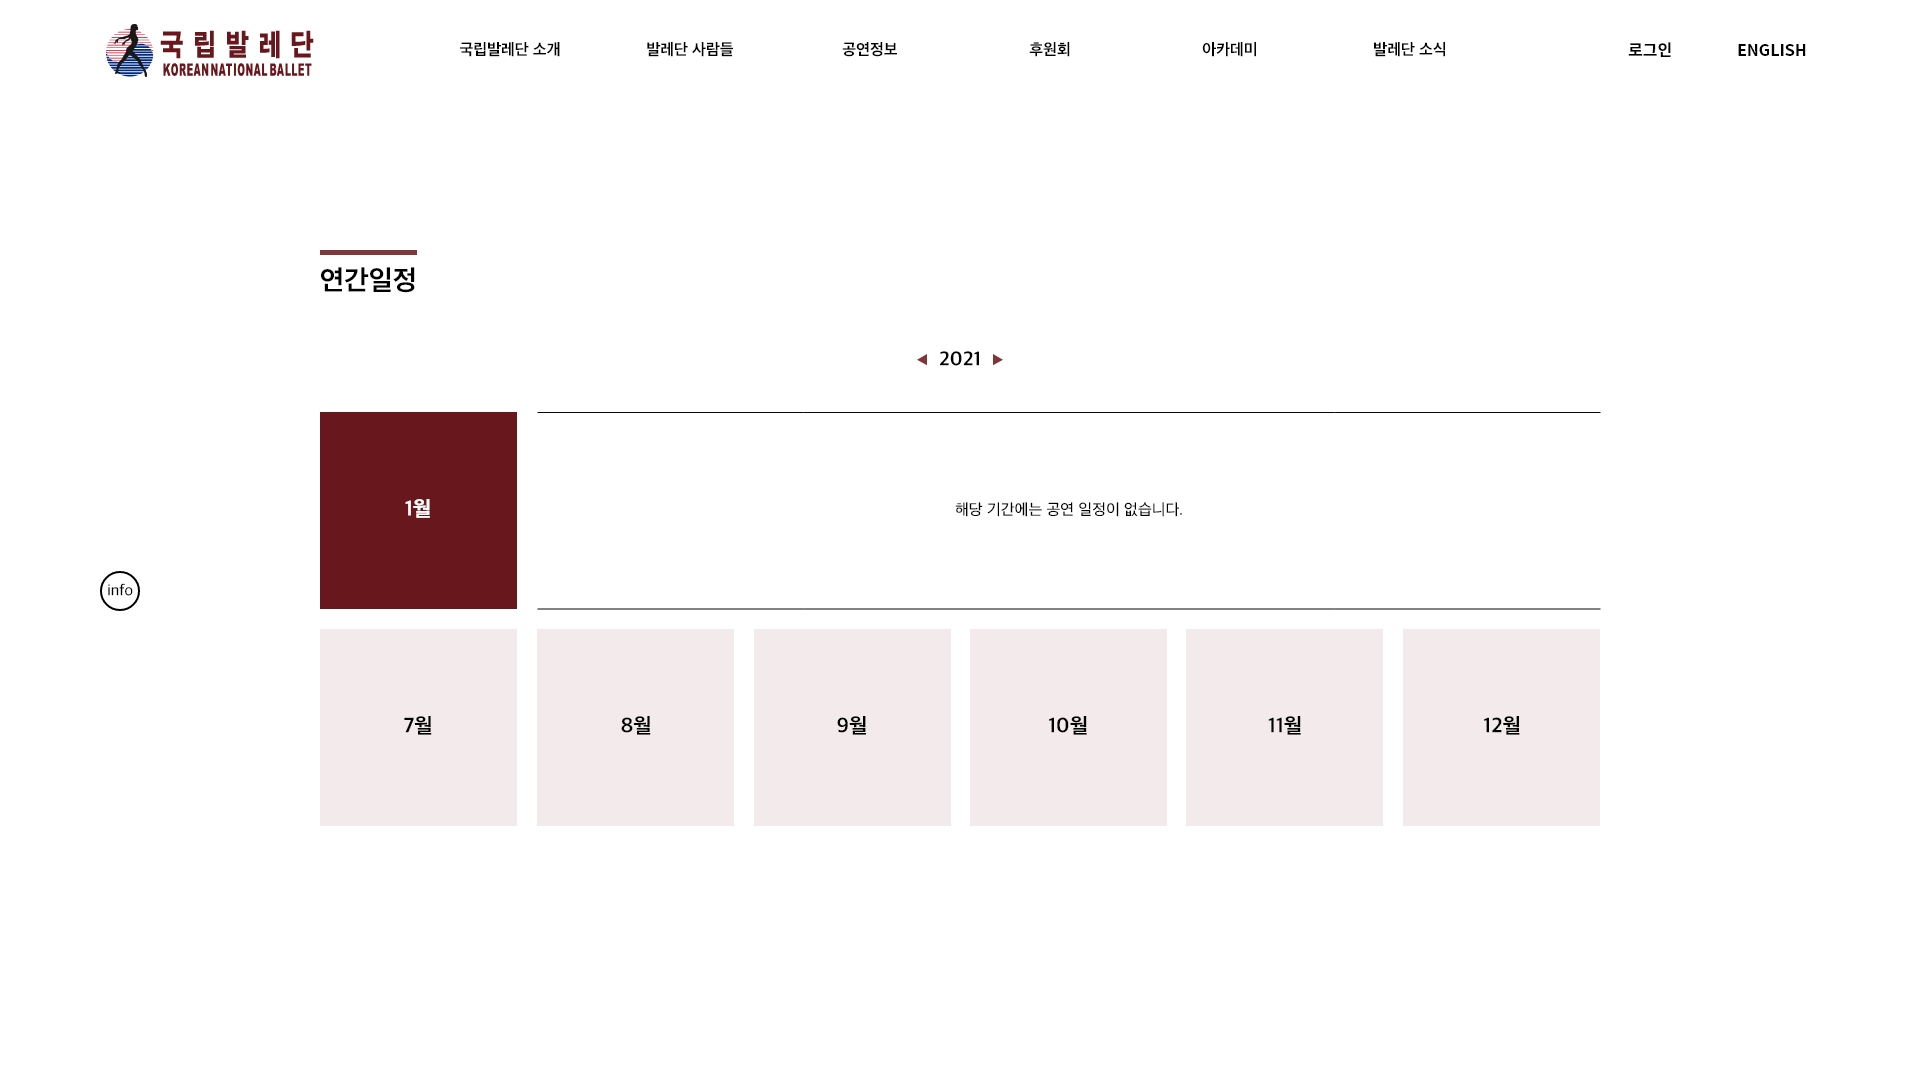 국립발레단
KOREAN NATIONAL BALLET
국립발레단 소개
발레단 사람들
공연정보
후원회
아카데미
발레단 소식
로그인
ENGLISH
연간일정
◀ 2021 ▶
1월
해당 기간에는 공연 일정이 없습니다.
info
7월
8월
9월
10월
11월
12월